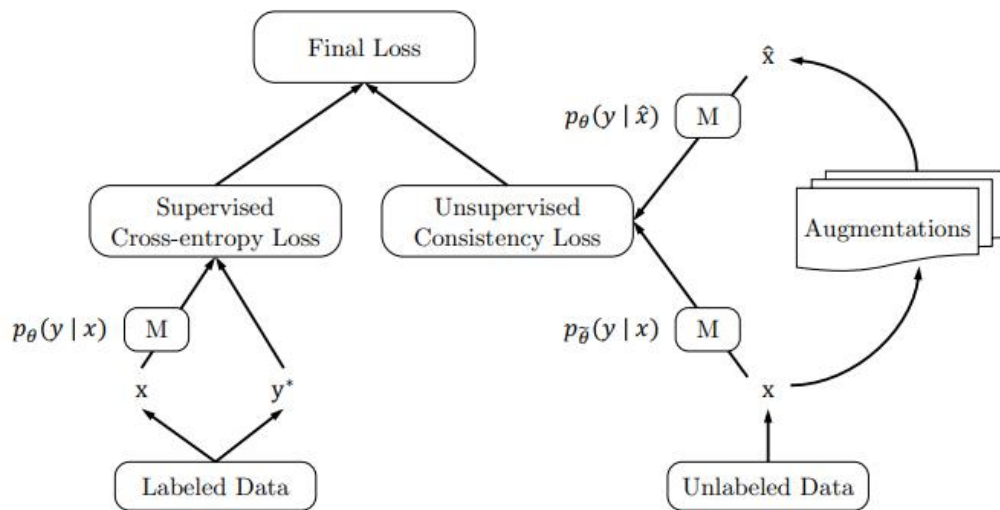 Final Loss
x̂
p_θ(y | x̂)
M
Supervised
Cross-entropy Loss
Unsupervised
Consistency Loss
Augmentations
p_θ(y | x)
M
p_θ̃(y | x)
M
x
y*
x
Labeled Data
Unlabeled Data